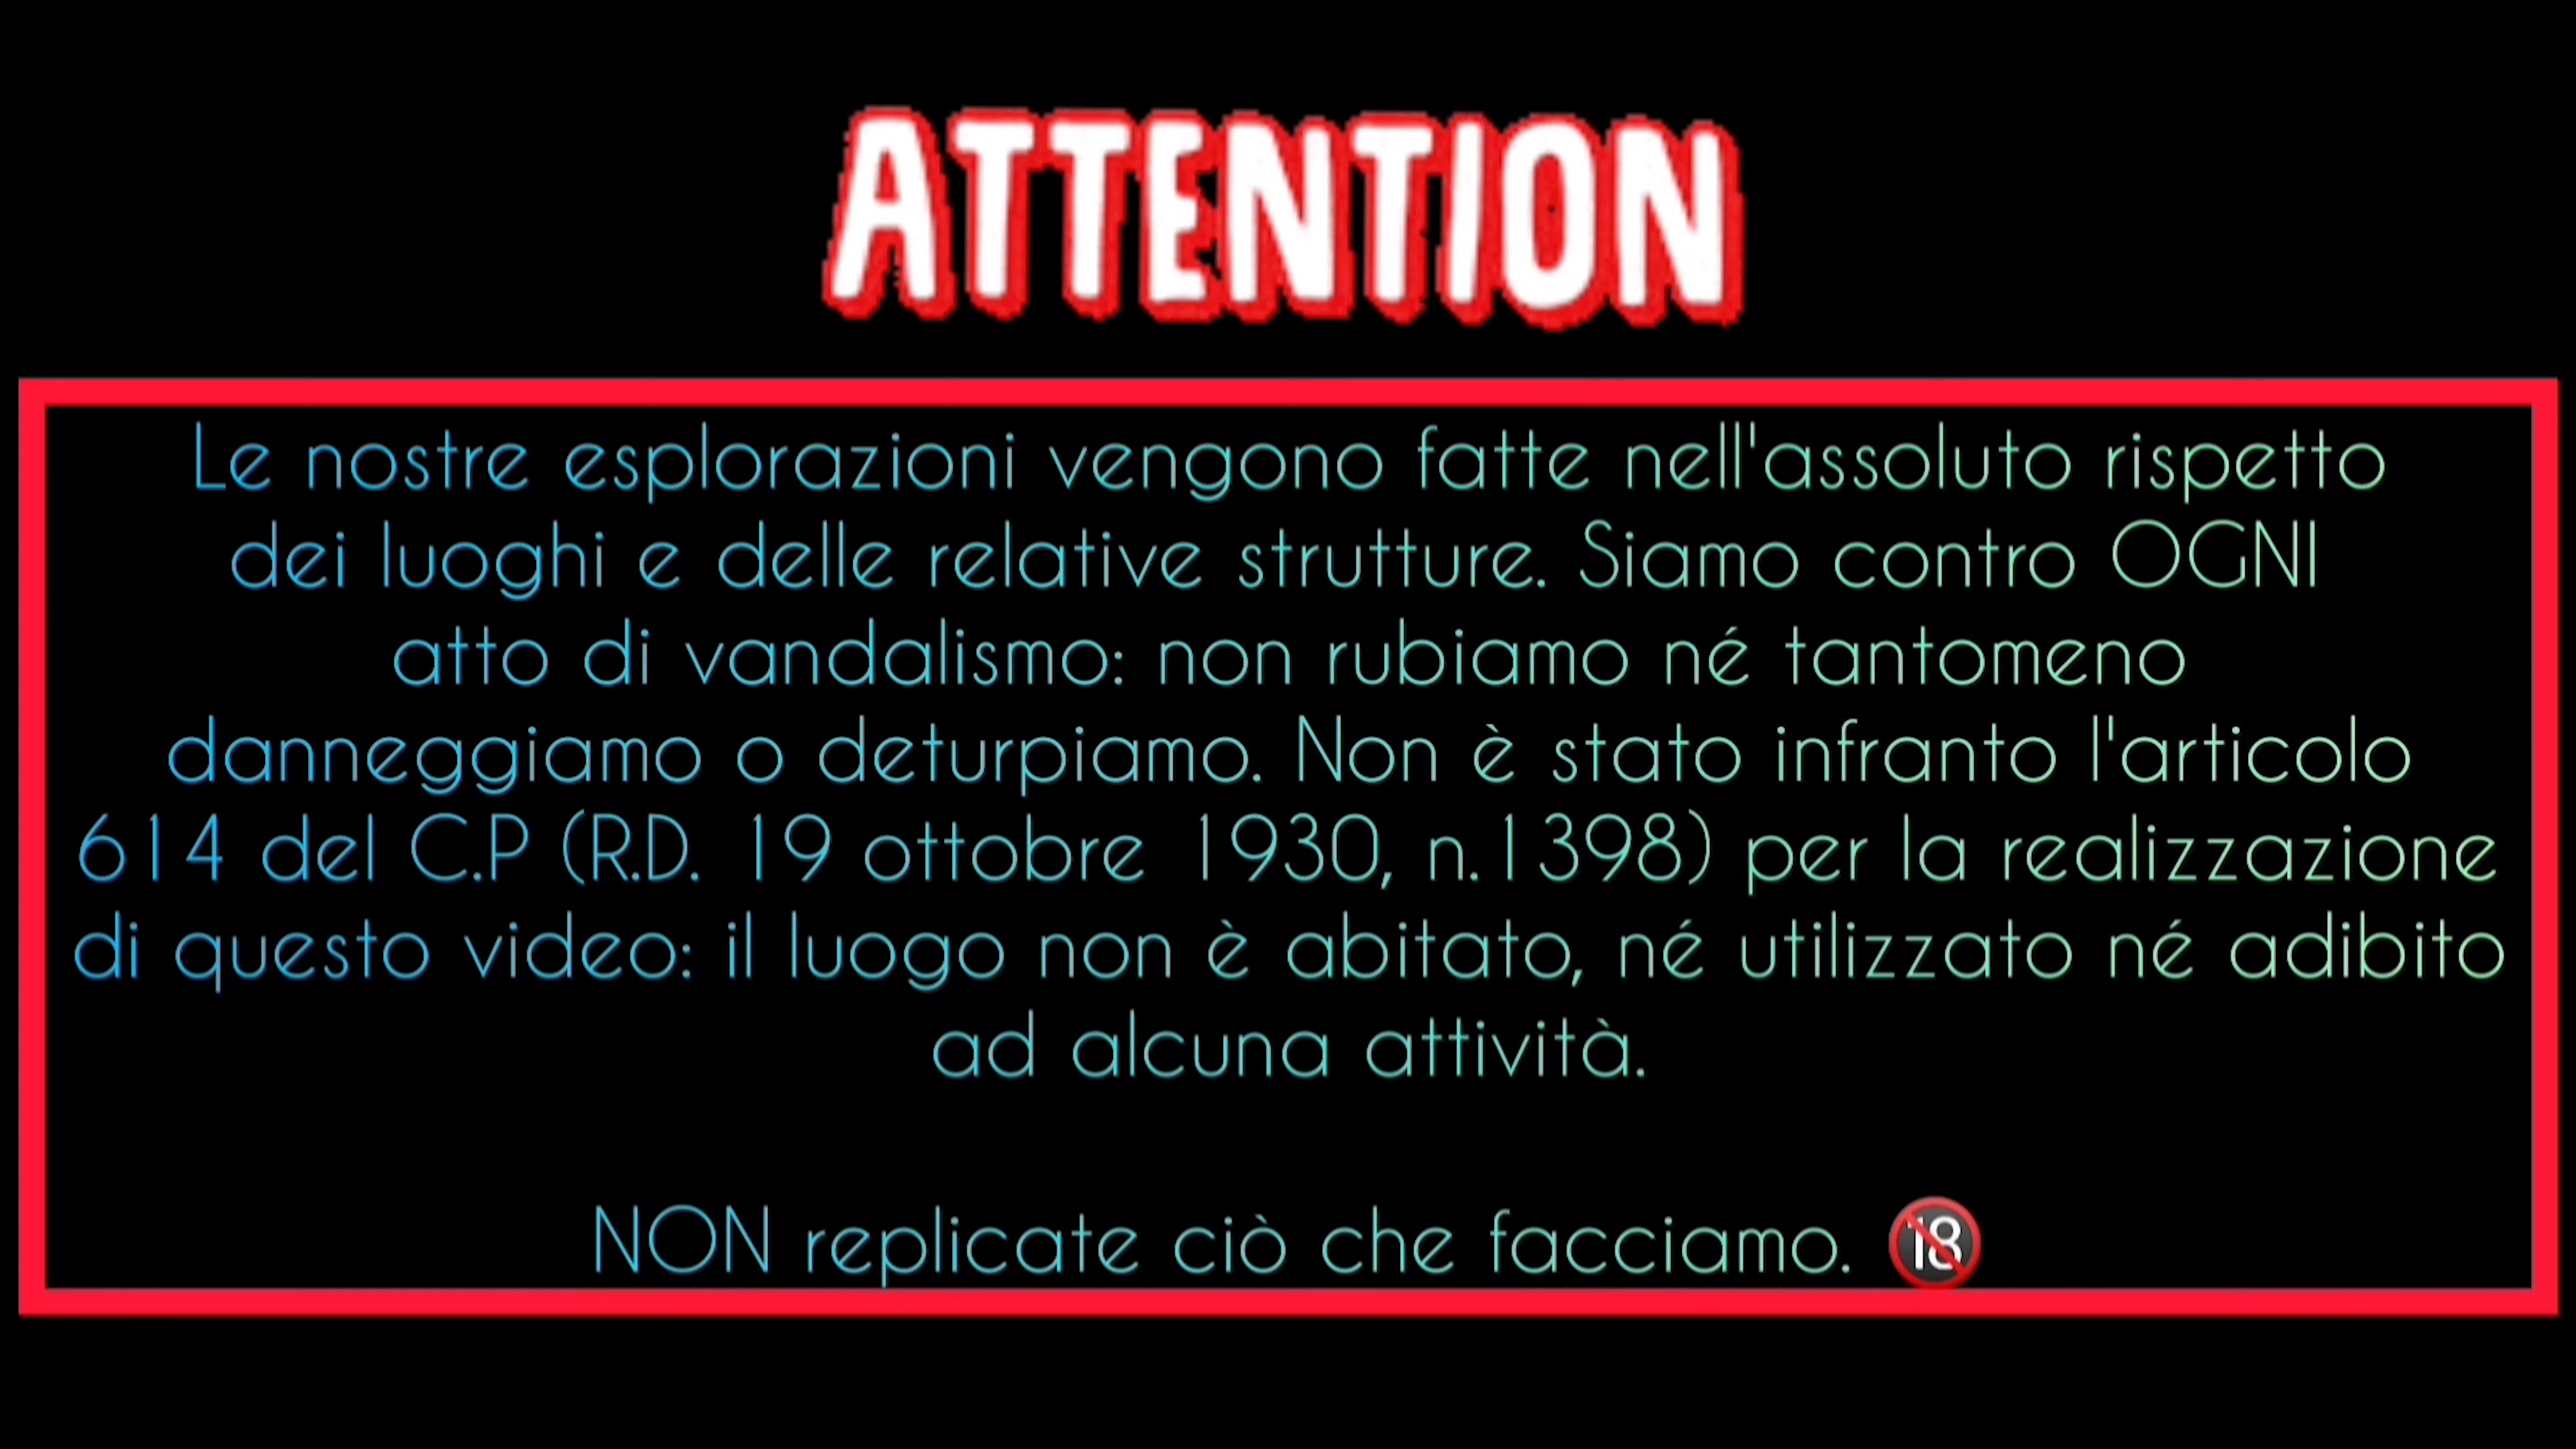 ATTENTION
Le nostre esplorazioni vengono fatte nell'assoluto rispetto
dei luoghi e delle relative strutture. Siamo contro OGNI
atto di vandalismo: non rubiamo né tantomeno
danneggiamo o deturpiamo. Non è stato infranto l'articolo
614 del C.P (R.D. 19 ottobre 1930, n.1398) per la realizzazione
di questo video: il luogo non è abitato, né utilizzato né adibito
ad alcuna attività.
NON replicate ciò che facciamo. 🔞